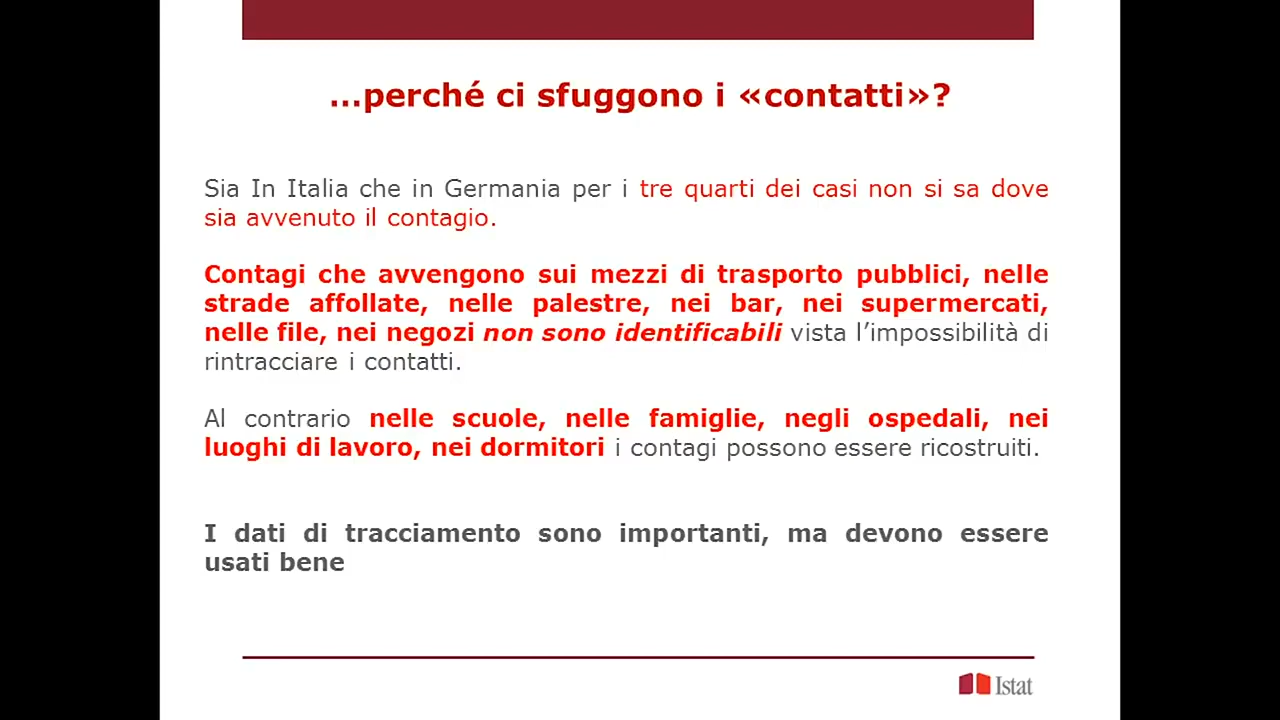 ...perché ci sfuggono i «contatti»?
Sia In Italia che in Germania per i tre quarti dei casi non si sa dove
sia avvenuto il contagio.
Contagi che avvengono sui mezzi di trasporto pubblici, nelle
strade affollate, nelle palestre, nei bar, nei supermercati,
nelle file, nei negozi non sono identificabili vista l’impossibilità di
rintracciare i contatti.
Al contrario nelle scuole, nelle famiglie, negli ospedali, nei
luoghi di lavoro, nei dormitori i contagi possono essere ricostruiti.
I dati di tracciamento sono importanti, ma devono essere
usati bene
Istat